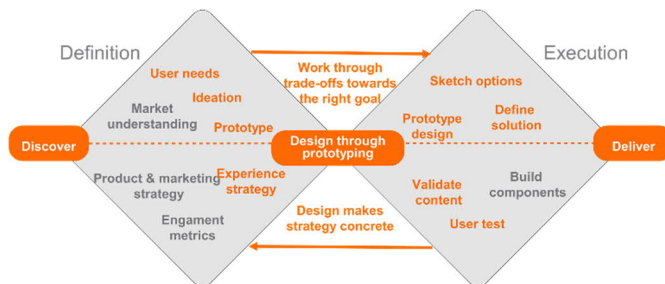 Definition
Execution
User needs
Ideation
Market
understanding
Prototype
Work through
trade-offs towards
the right goal
Sketch options
Prototype
design
Define
solution
Discover
Design through
prototyping
Deliver
Product & marketing
strategy
Experience
strategy
Engament
metrics
Design makes
strategy concrete
Validate
content
Build
components
User test